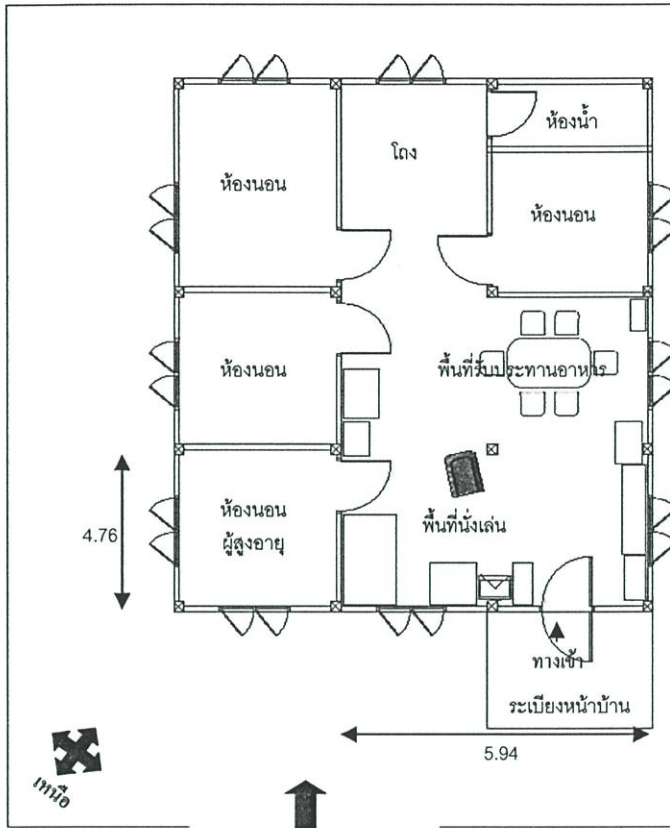 ห้องน้ำ
โถง
ห้องนอน
ห้องนอน
ห้องนอน
พื้นที่รับประทานอาหาร
ห้องนอน
ผู้สูงอายุ
พื้นที่นั่งเล่น
4.76
ทางเข้า
ระเบียงหน้าบ้าน
5.94
เหนือ